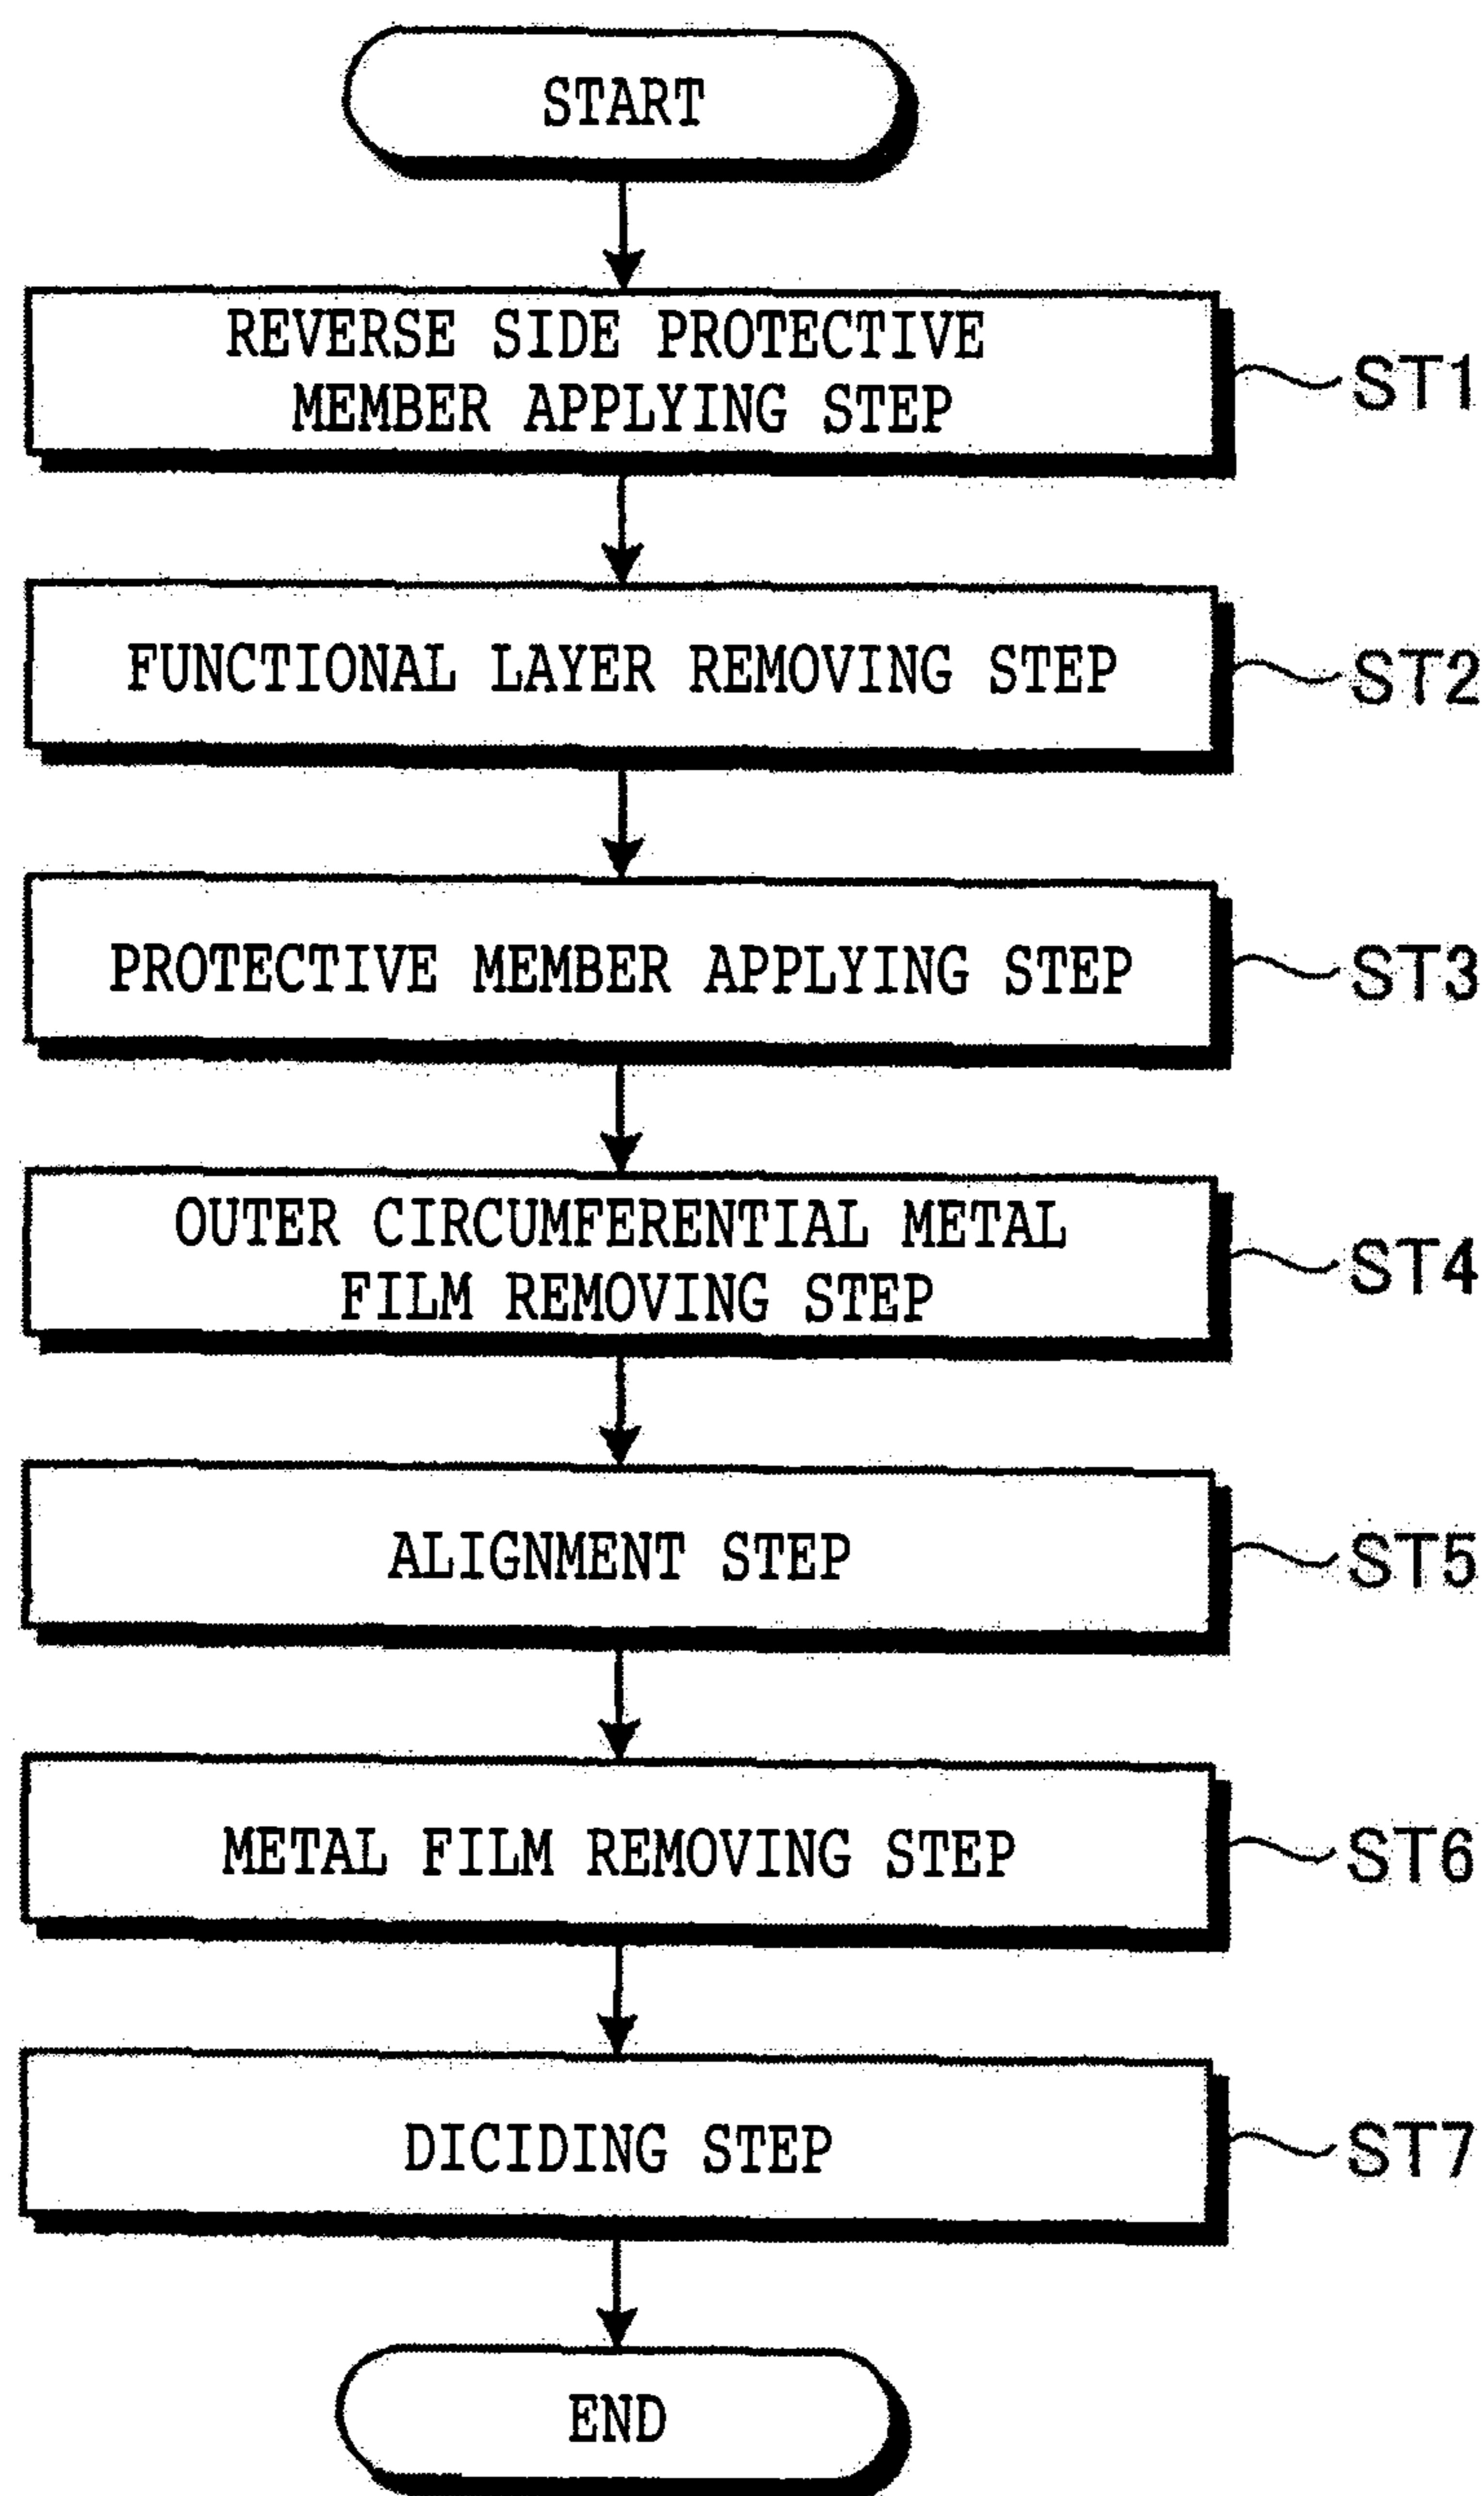 START
REVERSE SIDE PROTECTIVE
MEMBER APPLYING STEP
ST1
FUNCTIONAL LAYER REMOVING STEP
ST2
PROTECTIVE MEMBER APPLYING STEP
ST3
OUTER CIRCUMFERENTIAL METAL
FILM REMOVING STEP
ST4
ALIGNMENT STEP
ST5
METAL FILM REMOVING STEP
ST6
DICIDING STEP
ST7
END